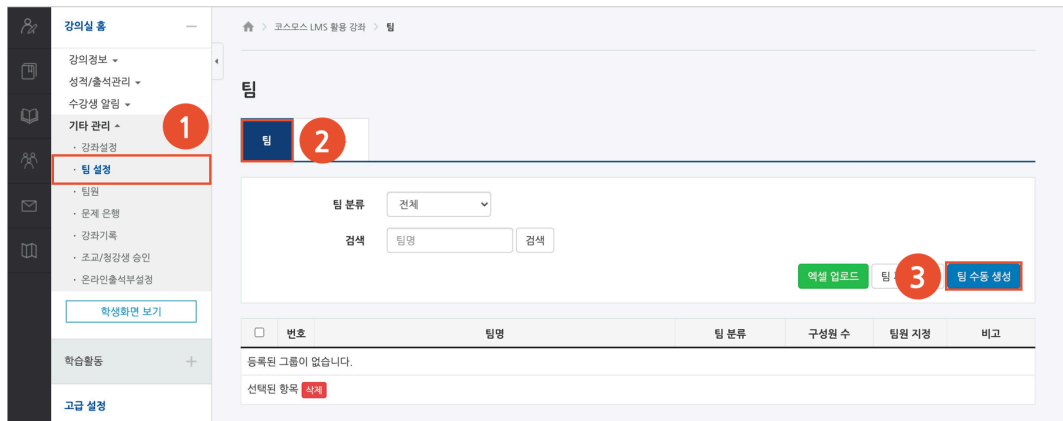 강의실 홈
코스모스 LMS 활용 강좌 > 팀
강의정보
성적/출석관리
수강생 알림
기타 관리
1
· 강좌설정
· 팀 설정
· 팀원
· 문제 은행
· 강좌기록
· 조교/청강생 승인
· 온라인출석부설정
학생화면 보기
학습활동
고급 설정
팀
팀
2
팀 분류 전체
검색 팀명 검색
엑셀 업로드 팀 3 팀 수동 생성
번호 팀명 팀 분류 구성원 수 팀원 지정 비고
등록된 그룹이 없습니다.
선택된 항목 삭제